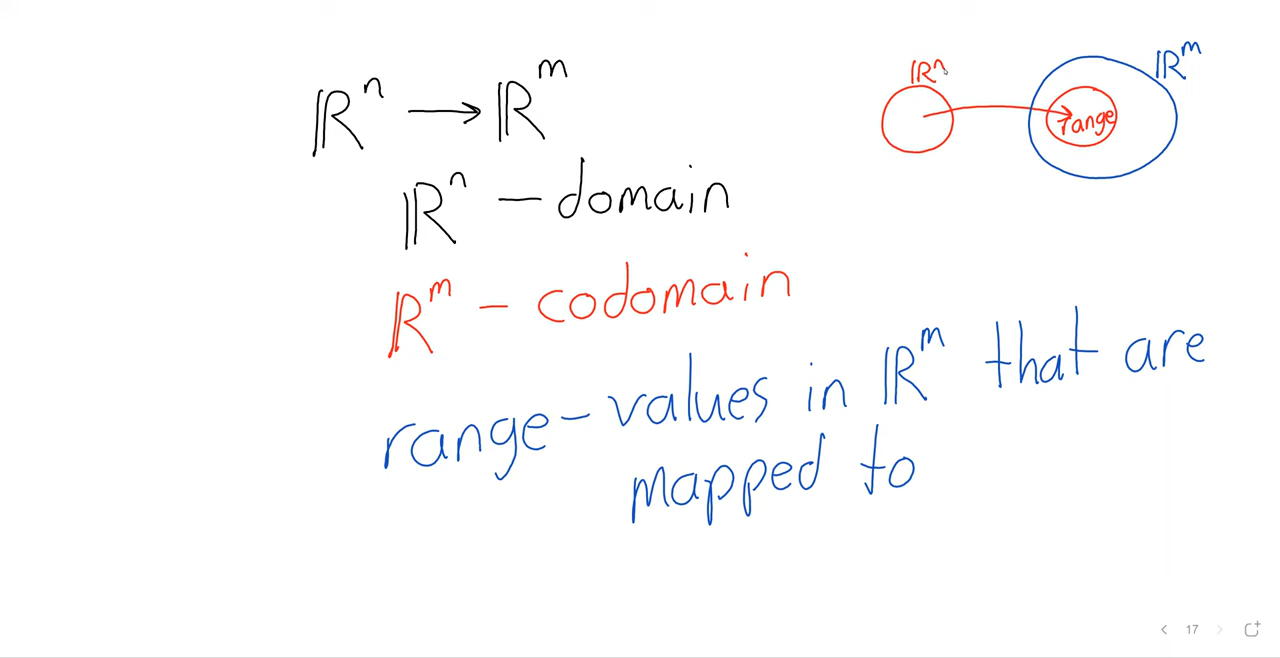 ℝⁿ → ℝᵐ
ℝⁿ – domain
ℝᵐ – codomain
range – values in ℝᵐ that are
mapped to
ℝⁿ
range
ℝᵐ
17